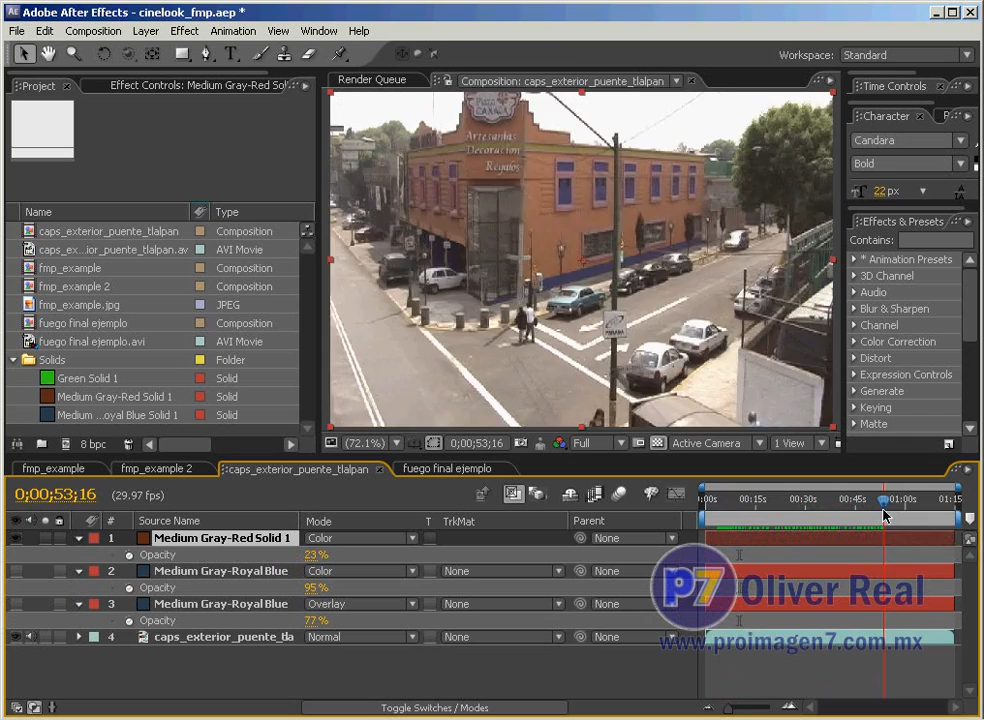 Adobe After Effects - cinelook_fmp.aep *
File Edit Composition Layer Effect Animation View Window Help
Workspace: Standard
Project Effect Controls: Medium Gray-Red Sol
Render Queue Composition: caps_exterior_puente_tlalpan
Time Controls
Character
Candara
Bold
22 px
Effects & Presets
Contains:
* Animation Presets
3D Channel
Audio
Blur & Sharpen
Channel
Color Correction
Distort
Expression Controls
Generate
Keying
Matte
Name Type
caps_exterior_puente_tlalpan Composition
caps_ex...ior_puente_tlalpan.av AVI Movie
fmp_example Composition
fmp_example 2 Composition
fmp_example.jpg JPEG
fuego final ejemplo Composition
fuego final ejemplo.avi AVI Movie
Solids Folder
Green Solid 1 Solid
Medium Gray-Red Solid 1 Solid
Medium ...oyal Blue Solid 1 Solid
8 bpc
Artesanias
Decoracion
Regalos
(72.1%) 0;00;53;16 Full Active Camera 1 View
fmp_example fmp_example 2 caps_exterior_puente_tlalpan fuego final ejemplo
0;00;53;16 (29.97 fps)
:00s 00:15s 00:30s 00:45s 01:00s 01:15
# Source Name Mode T TrkMat Parent
1 Medium Gray-Red Solid 1 Color None
Opacity 23%
2 Medium Gray-Royal Blue Color None None
Opacity 95%
3 Medium Gray-Royal Blue Overlay None None
Opacity 77%
4 caps_exterior_puente_tla Normal None None
P7 Oliver Real
www.proimagen7.com.mx
Toggle Switches / Modes